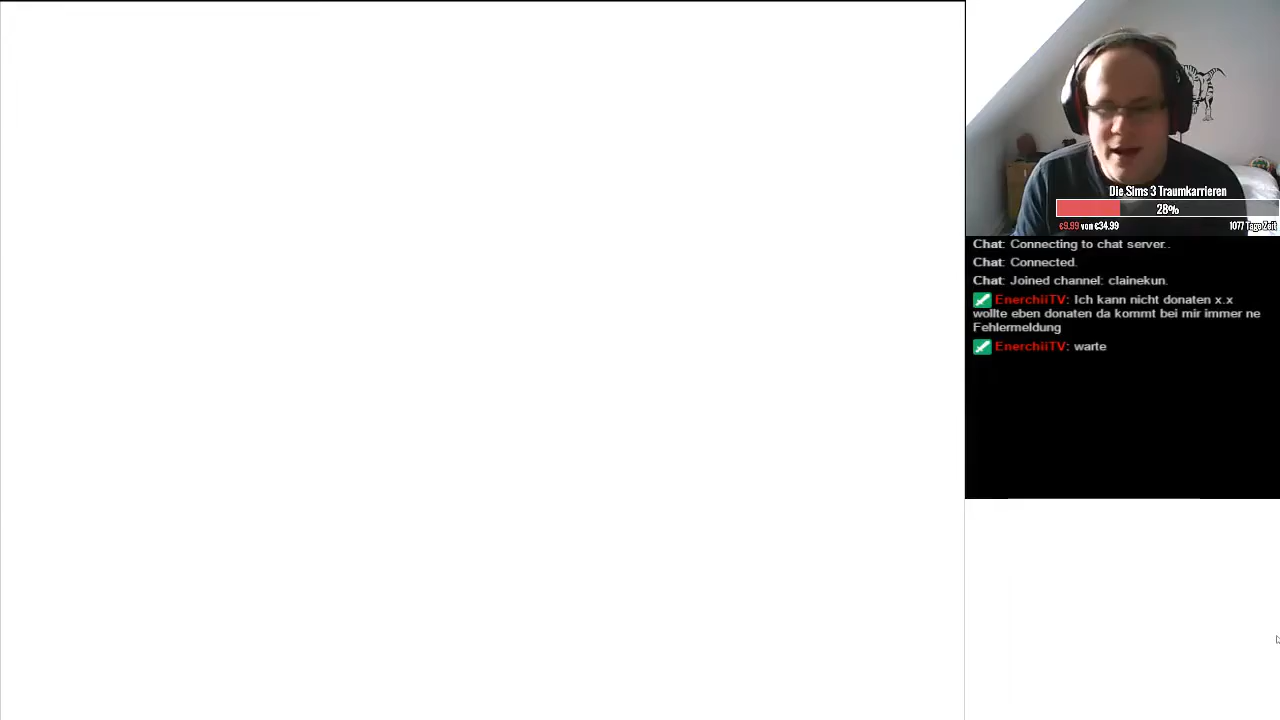 Die Sims 3 Traumkarrieren
28%
€9.99 von €34.99 1077 Tage Zeit
Chat: Connecting to chat server..
Chat: Connected.
Chat: Joined channel: clainekun.
EnerchiiTV: Ich kann nicht donaten x.x
wollte eben donaten da kommt bei mir immer ne
Fehlermeldung
EnerchiiTV: warte